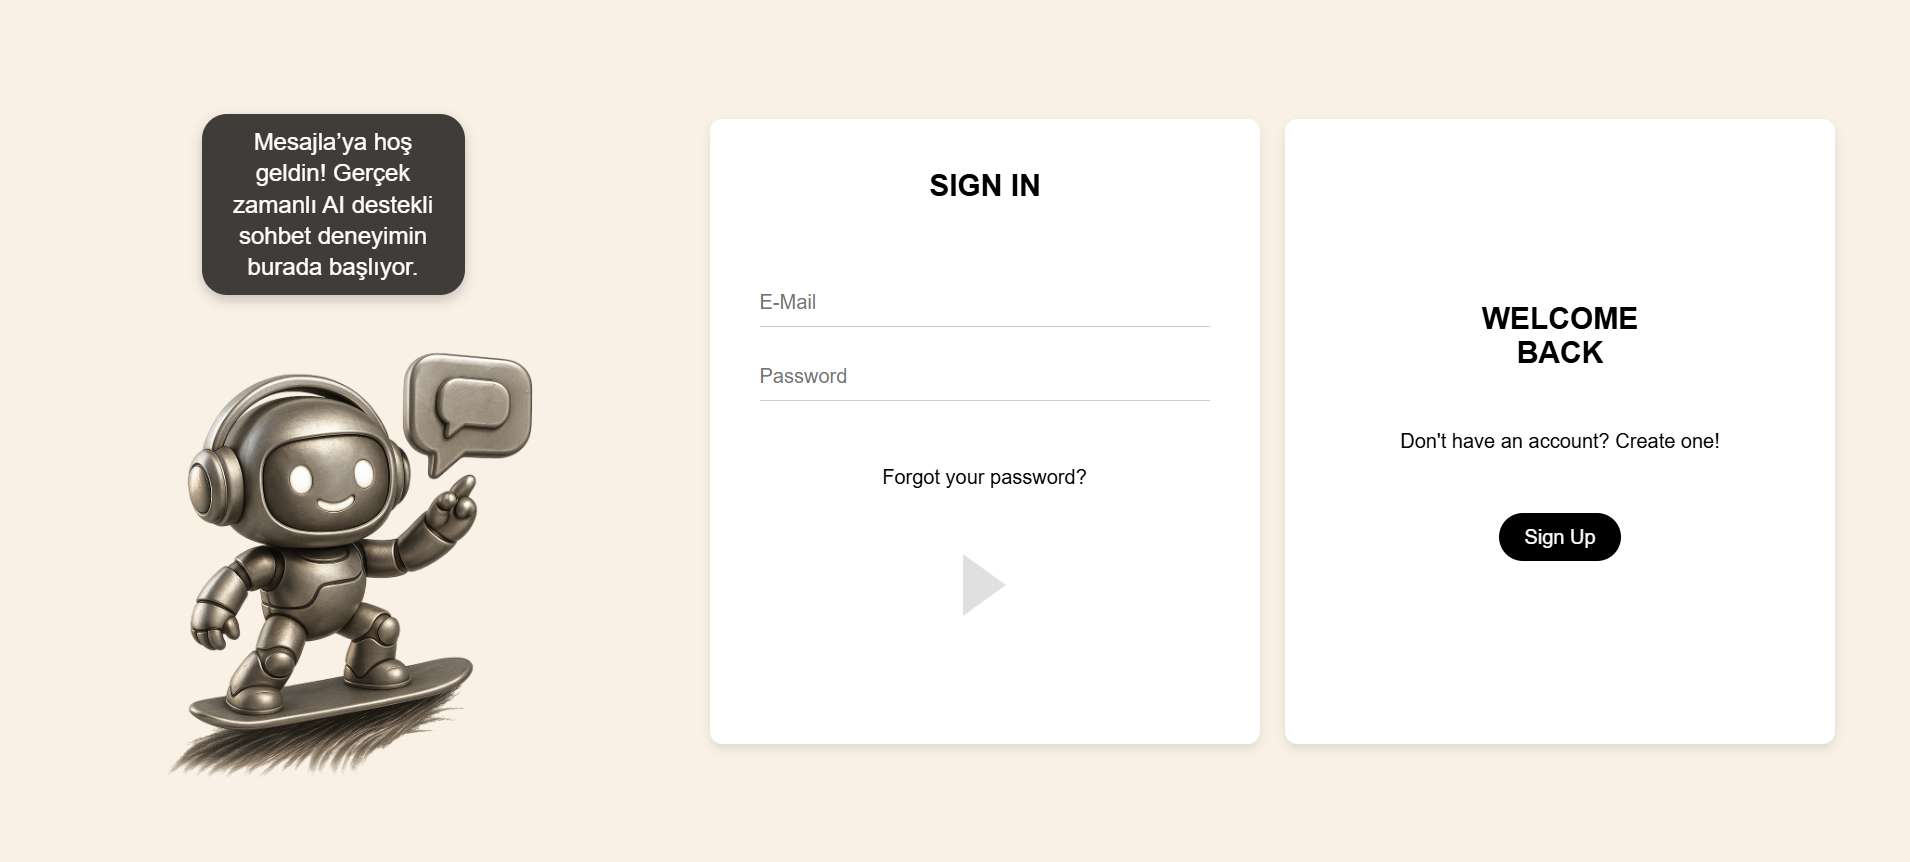 Mesajla’ya hoş
geldin! Gerçek
zamanlı AI destekli
sohbet deneyimin
burada başlıyor.
SIGN IN
E-Mail
Password
Forgot your password?
WELCOME
BACK
Don't have an account? Create one!
Sign Up